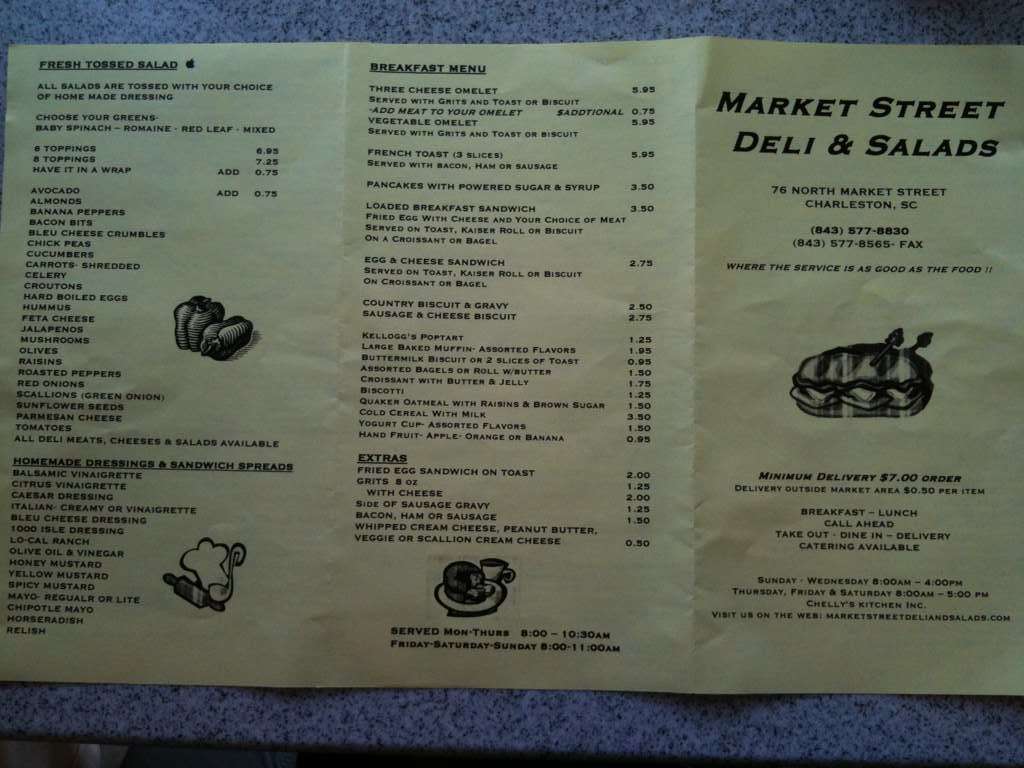 FRESH TOSSED SALAD
ALL SALADS ARE TOSSED WITH YOUR CHOICE
OF HOME MADE DRESSING
CHOOSE YOUR GREENS-
BABY SPINACH – ROMAINE - RED LEAF - MIXED
6 TOPPINGS 6.95
8 TOPPINGS 7.25
HAVE IT IN A WRAP ADD 0.75
AVOCADO ADD 0.75
ALMONDS
BANANA PEPPERS
BACON BITS
BLEU CHEESE CRUMBLES
CHICK PEAS
CUCUMBERS
CARROTS- SHREDDED
CELERY
CROUTONS
HARD BOILED EGGS
HUMMUS
FETA CHEESE
JALAPENOS
MUSHROOMS
OLIVES
RAISINS
ROASTED PEPPERS
RED ONIONS
SCALLIONS (GREEN ONION)
SUNFLOWER SEEDS
PARMESAN CHEESE
TOMATOES
ALL DELI MEATS, CHEESES & SALADS AVAILABLE
HOMEMADE DRESSINGS & SANDWICH SPREADS
BALSAMIC VINAIGRETTE
CITRUS VINAIGRETTE
CAESAR DRESSING
ITALIAN- CREAMY OR VINAIGRETTE
BLEU CHEESE DRESSING
1000 ISLE DRESSING
LO-CAL RANCH
OLIVE OIL & VINEGAR
HONEY MUSTARD
YELLOW MUSTARD
SPICY MUSTARD
MAYO- REGUALR OR LITE
CHIPOTLE MAYO
HORSERADISH
RELISH
BREAKFAST MENU
THREE CHEESE OMELET 5.95
SERVED WITH GRITS AND TOAST OR BISCUIT
-ADD MEAT TO YOUR OMELET $ADDTIONAL 0.75
VEGETABLE OMELET 5.95
SERVED WITH GRITS AND TOAST OR BISCUIT
FRENCH TOAST (3 SLICES) 5.95
SERVED WITH BACON, HAM OR SAUSAGE
PANCAKES WITH POWERED SUGAR & SYRUP 3.50
LOADED BREAKFAST SANDWICH 3.50
FRIED EGG WITH CHEESE AND YOUR CHOICE OF MEAT
SERVED ON TOAST, KAISER ROLL OR BISCUIT
ON A CROISSANT OR BAGEL
EGG & CHEESE SANDWICH 2.75
SERVED ON TOAST, KAISER ROLL OR BISCUIT
ON CROISSANT OR BAGEL
COUNTRY BISCUIT & GRAVY 2.50
SAUSAGE & CHEESE BISCUIT 2.75
KELLOGG'S POPTART 1.25
LARGE BAKED MUFFIN- ASSORTED FLAVORS 1.95
BUTTERMILK BISCUIT OR 2 SLICES OF TOAST 0.95
ASSORTED BAGELS OR ROLL W/BUTTER 1.50
CROISSANT WITH BUTTER & JELLY 1.75
BISCOTTI 1.25
QUAKER OATMEAL WITH RAISINS & BROWN SUGAR 1.50
COLD CEREAL WITH MILK 3.50
YOGURT CUP- ASSORTED FLAVORS 1.50
HAND FRUIT- APPLE- ORANGE OR BANANA 0.95
EXTRAS
FRIED EGG SANDWICH ON TOAST 2.00
GRITS 8 OZ 1.25
WITH CHEESE 2.00
SIDE OF SAUSAGE GRAVY 1.25
BACON, HAM OR SAUSAGE 1.50
WHIPPED CREAM CHEESE, PEANUT BUTTER,
VEGGIE OR SCALLION CREAM CHEESE 0.50
SERVED MON-THURS 8:00 – 10:30AM
FRIDAY-SATURDAY-SUNDAY 8:00-11:00AM
MARKET STREET
DELI & SALADS
76 NORTH MARKET STREET
CHARLESTON, SC
(843) 577-8830
(843) 577-8565- FAX
WHERE THE SERVICE IS AS GOOD AS THE FOOD !!
MINIMUM DELIVERY $7.00 ORDER
DELIVERY OUTSIDE MARKET AREA $0.50 PER ITEM
BREAKFAST – LUNCH
CALL AHEAD
TAKE OUT - DINE IN – DELIVERY
CATERING AVAILABLE
SUNDAY - WEDNESDAY 8:00AM – 4:00PM
THURSDAY, FRIDAY & SATURDAY 8:00AM – 5:00 PM
CHELLY'S KITCHEN INC.
VISIT US ON THE WEB: MARKETSTREETDELIANDSALADS.COM